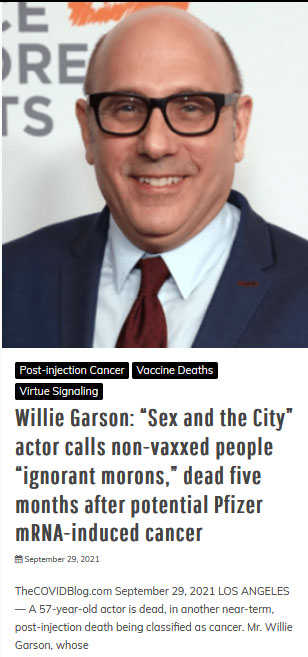 CE
ORE
TS
Post-injection Cancer Vaccine Deaths
Virtue Signaling
Willie Garson: “Sex and the City”
actor calls non-vaxxed people
“ignorant morons,” dead five
months after potential Pfizer
mRNA-induced cancer
September 29, 2021
TheCOVIDBlog.com September 29, 2021 LOS ANGELES
— A 57-year-old actor is dead, in another near-term,
post-injection death being classified as cancer. Mr. Willie
Garson, whose